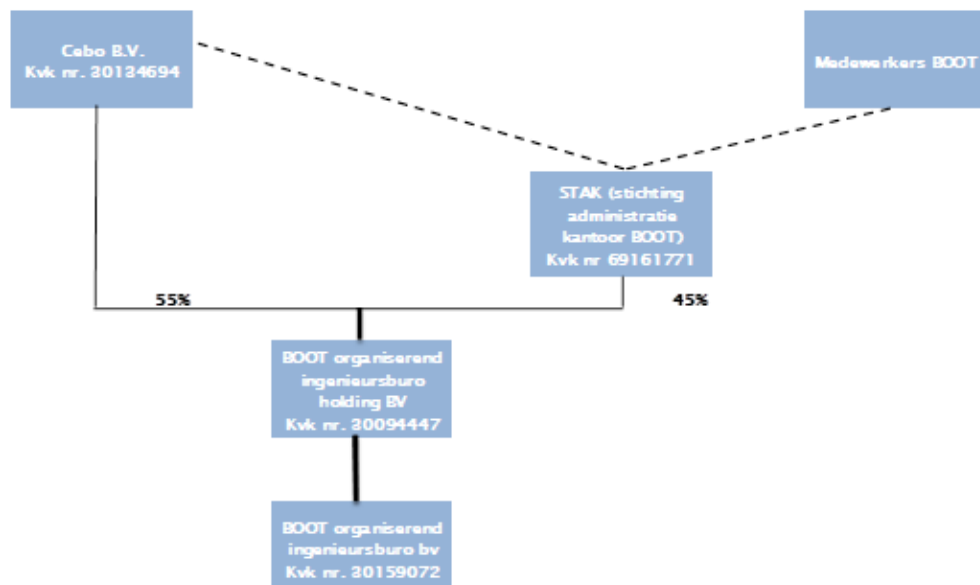 Cebo B.V.
Kvk nr. 30134694
Medewerkers BOOT
STAK (stichting
administratie
kantoor BOOT)
Kvk nr 69161771
55%
45%
BOOT organiserend
ingenieursburo
holding BV
Kvk nr. 30094447
BOOT organiserend
ingenieursburo bv
Kvk nr. 30159072